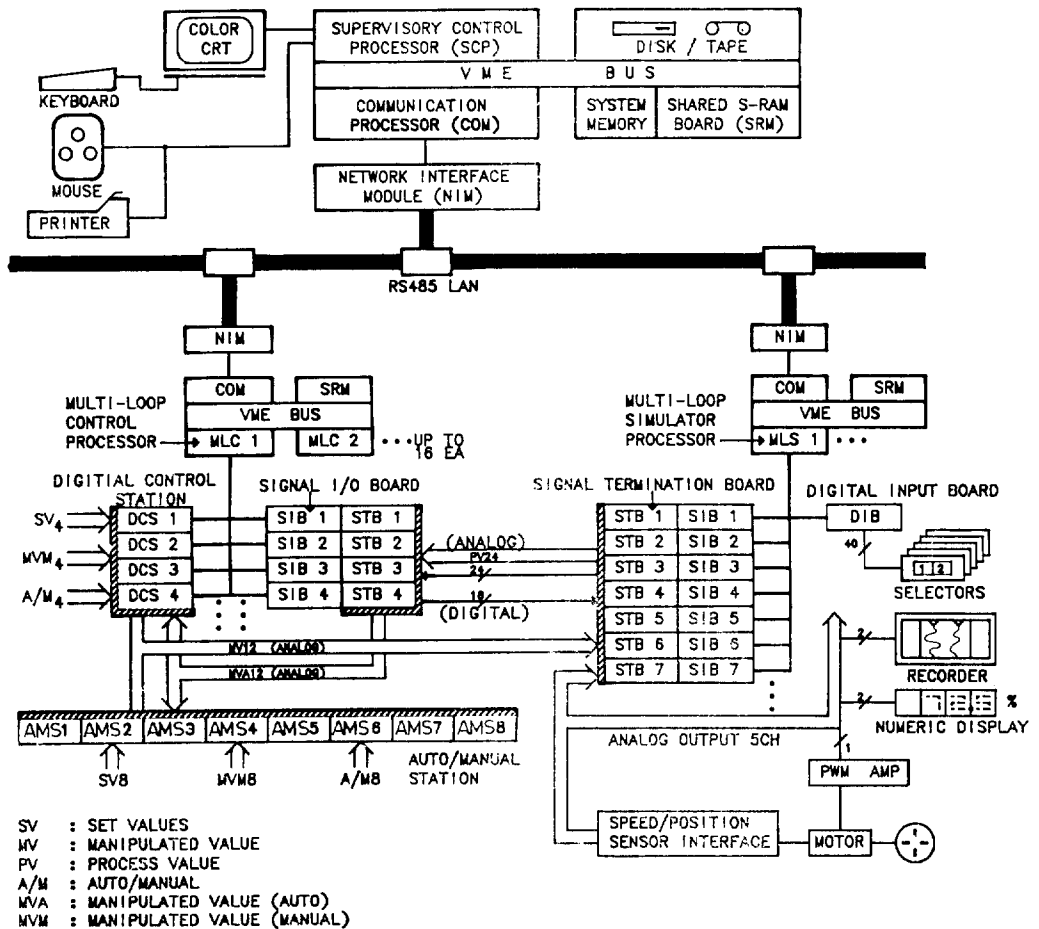 COLOR
CRT
SUPERVISORY CONTROL
PROCESSOR (SCP)
DISK / TAPE
VME BUS
KEYBOARD
COMMUNICATION
PROCESSOR (COM)
SYSTEM
MEMORY
SHARED S-RAM
BOARD (SRM)
MOUSE
NETWORK INTERFACE
MODULE (NIM)
PRINTER
RS485 LAN
NIM
NIM
COM
SRM
VME BUS
MULTI-LOOP
CONTROL
PROCESSOR
MLC 1
MLC 2
•••UP TO
16 EA
COM
SRM
VME BUS
MULTI-LOOP
SIMULATOR
PROCESSOR
MLS 1
•••
DIGITIAL CONTROL
STATION
SIGNAL I/O BOARD
SIGNAL TERMINATION BOARD
DIGITAL INPUT BOARD
SV4
MVM4
A/M4
DCS 1
DCS 2
DCS 3
DCS 4
SIB 1
STB 1
SIB 2
STB 2
SIB 3
STB 3
SIB 4
STB 4
(ANALOG)
PV24
24
16
(DIGITAL)
STB 1
SIB 1
STB 2
SIB 2
STB 3
SIB 3
STB 4
SIB 4
STB 5
SIB 5
STB 6
SIB 6
STB 7
SIB 7
DIB
40
1 2
SELECTORS
MV12 (ANALOG)
MVA12 (ANALOG)
2
RECORDER
2
%
NUMERIC DISPLAY
AMS1
AMS2
AMS3
AMS4
AMS5
AMS6
AMS7
AMS8
AUTO/MANUAL
STATION
SV8
MVM8
A/M8
ANALOG OUTPUT 5CH
1
PWM AMP
SPEED/POSITION
SENSOR INTERFACE
MOTOR
SV : SET VALUES
MV : MANIPULATED VALUE
PV : PROCESS VALUE
A/M : AUTO/MANUAL
MVA : MANIPULATED VALUE (AUTO)
MVM : MANIPULATED VALUE (MANUAL)